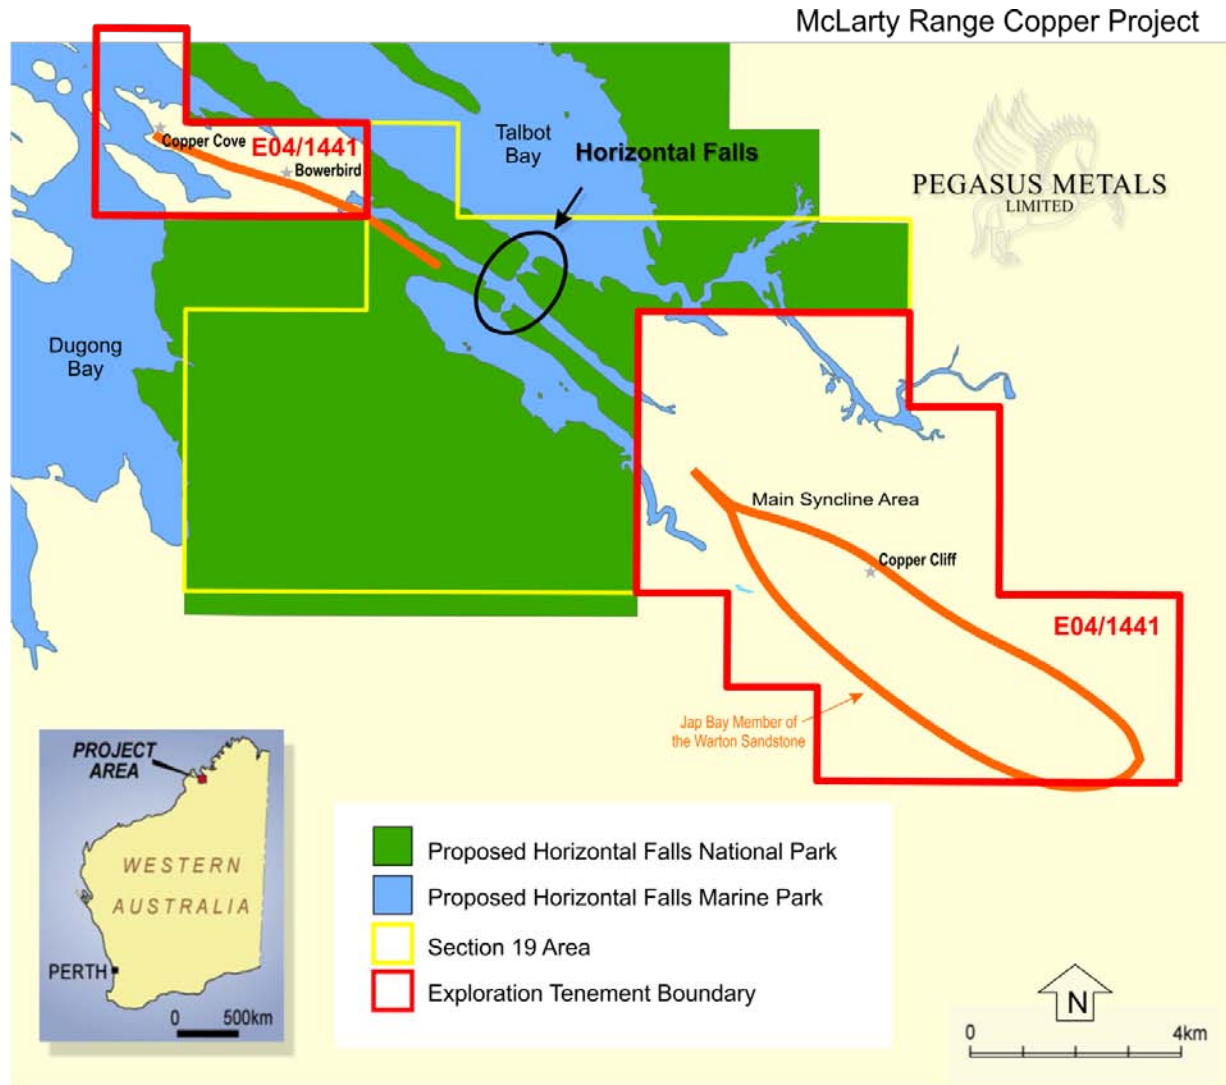 McLarty Range Copper Project
Talbot
Bay
Horizontal Falls
Copper Cove
E04/1441
Bowerbird
PEGASUS METALS
LIMITED
Dugong
Bay
Main Syncline Area
Copper Cliff
E04/1441
Jap Bay Member of
the Warton Sandstone
PROJECT
AREA
WESTERN
AUSTRALIA
PERTH
0 500km
Proposed Horizontal Falls National Park
Proposed Horizontal Falls Marine Park
Section 19 Area
Exploration Tenement Boundary
N
0 4km